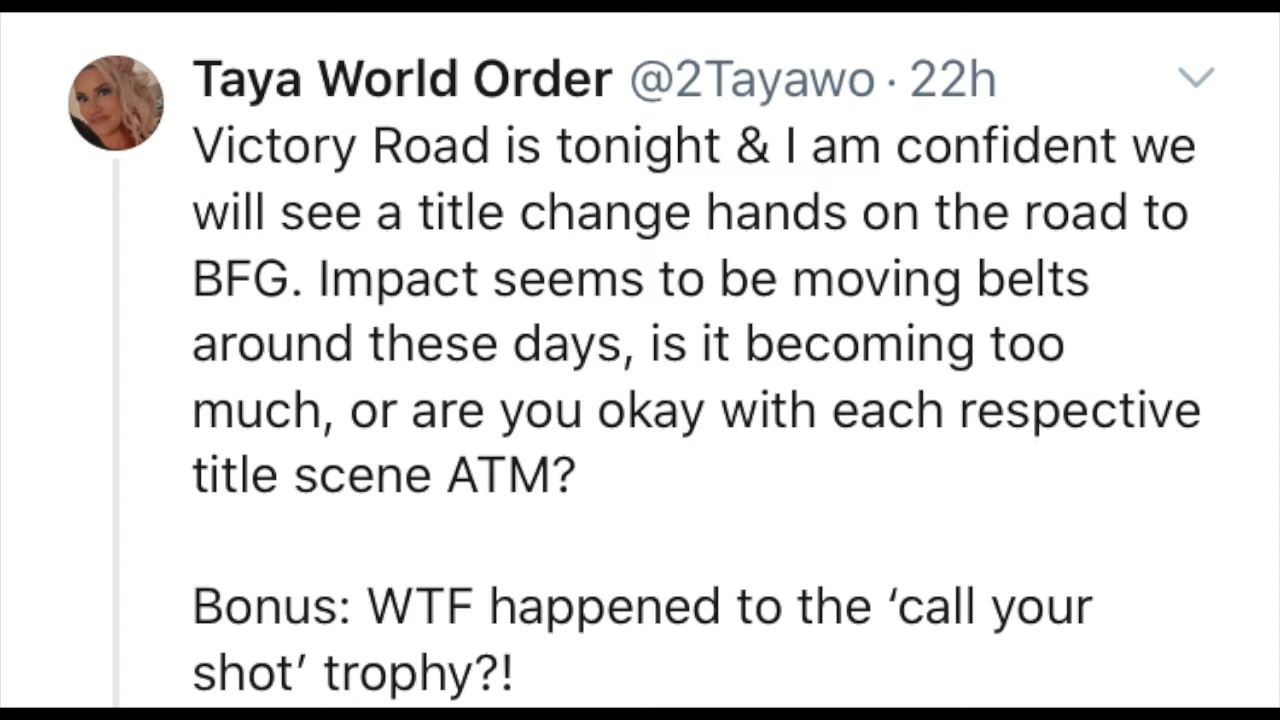 Taya World Order @2Tayawo · 22h
Victory Road is tonight & I am confident we
will see a title change hands on the road to
BFG. Impact seems to be moving belts
around these days, is it becoming too
much, or are you okay with each respective
title scene ATM?
Bonus: WTF happened to the ‘call your
shot’ trophy?!